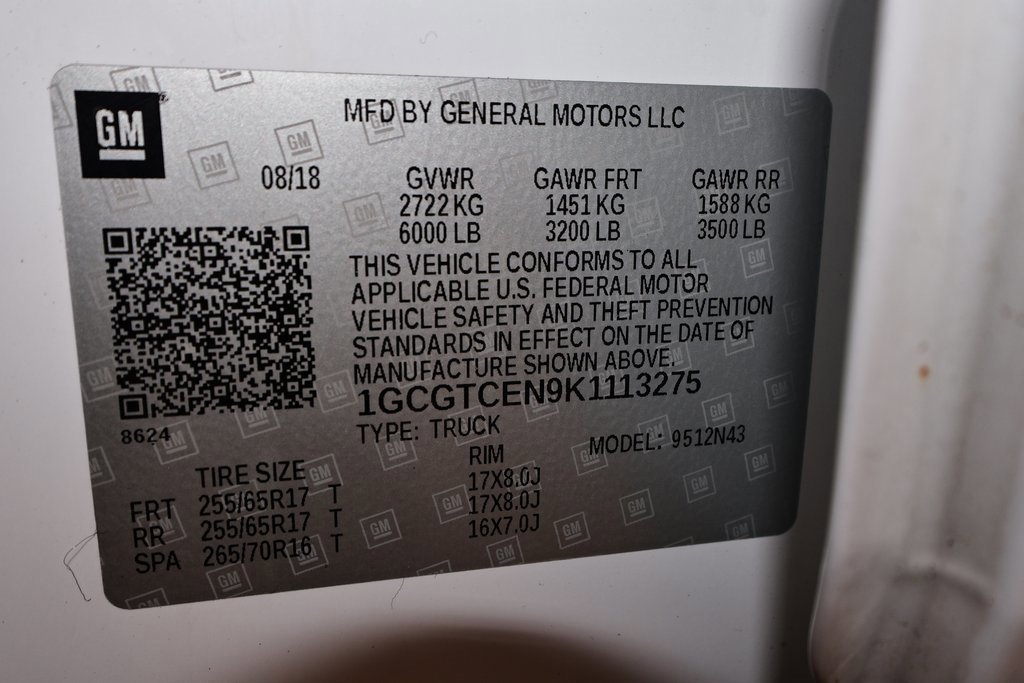 GM
MFD BY GENERAL MOTORS LLC
08/18
GVWR GAWR FRT GAWR RR
2722 KG 1451 KG 1588 KG
6000 LB 3200 LB 3500 LB
THIS VEHICLE CONFORMS TO ALL
APPLICABLE U.S. FEDERAL MOTOR
VEHICLE SAFETY AND THEFT PREVENTION
STANDARDS IN EFFECT ON THE DATE OF
MANUFACTURE SHOWN ABOVE.
1GCGTCEN9K1113275
8624
TYPE: TRUCK MODEL: 9512N43
TIRE SIZE RIM
FRT 255/65R17 T 17X8.0J
RR 255/65R17 T 17X8.0J
SPA 265/70R16 T 16X7.0J